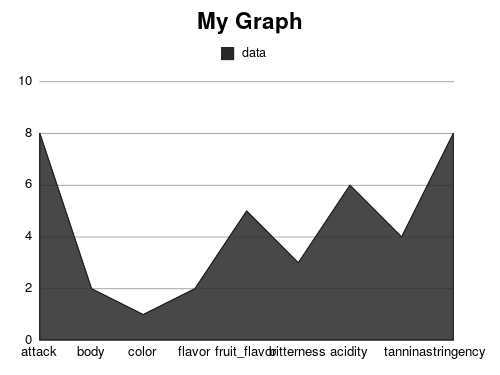 My Graph
data
10
8
6
4
2
0
attack body color flavor fruit_flavor bitterness acidity tannin astringency